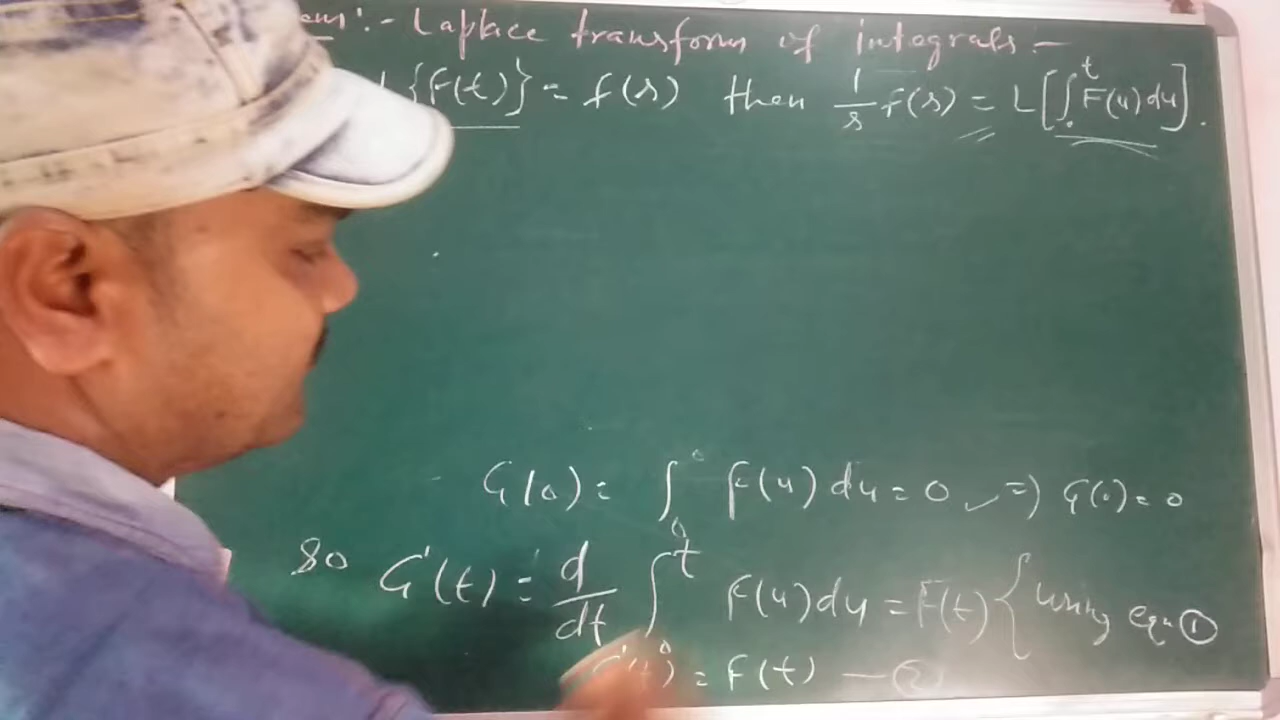 :- Laplace transform of integrals :-
{F(t)} = f(s) then 1/s f(s) = L[∫₀ᵗ F(u) du].
G(0) = ∫₀⁰ F(u) du = 0 ⇒ G(0) = 0
So G'(t) = d/dt ∫₀ᵗ F(u) du = F(t) { using equ ①
G'(t) = F(t) — ②